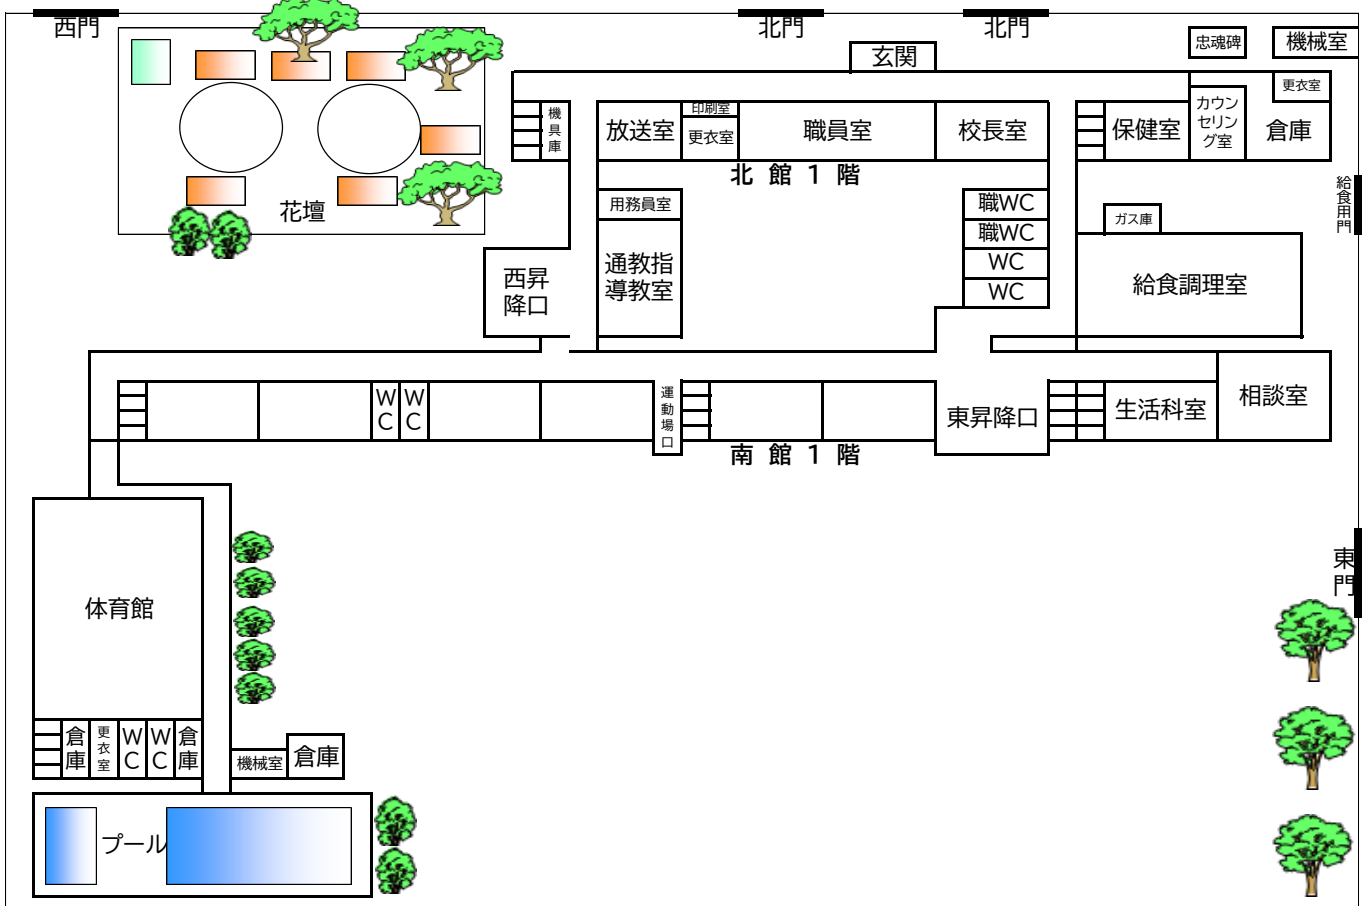 西門
北門
北門
忠魂碑
機械室
玄関
更衣室
機
具
庫
放送室
印刷室
更衣室
職員室
校長室
保健室
カウン
セリン
グ室
倉庫
北 館 1 階
給
食
用
門
花壇
用務員室
職WC
職WC
WC
WC
ガス庫
西昇
降口
通教指
導教室
給食調理室
W
C
W
C
運
動
場
口
東昇降口
生活科室
相談室
南 館 1 階
東
門
体育館
倉
庫
更
衣
室
W
C
W
C
倉
庫
機械室
倉庫
プール